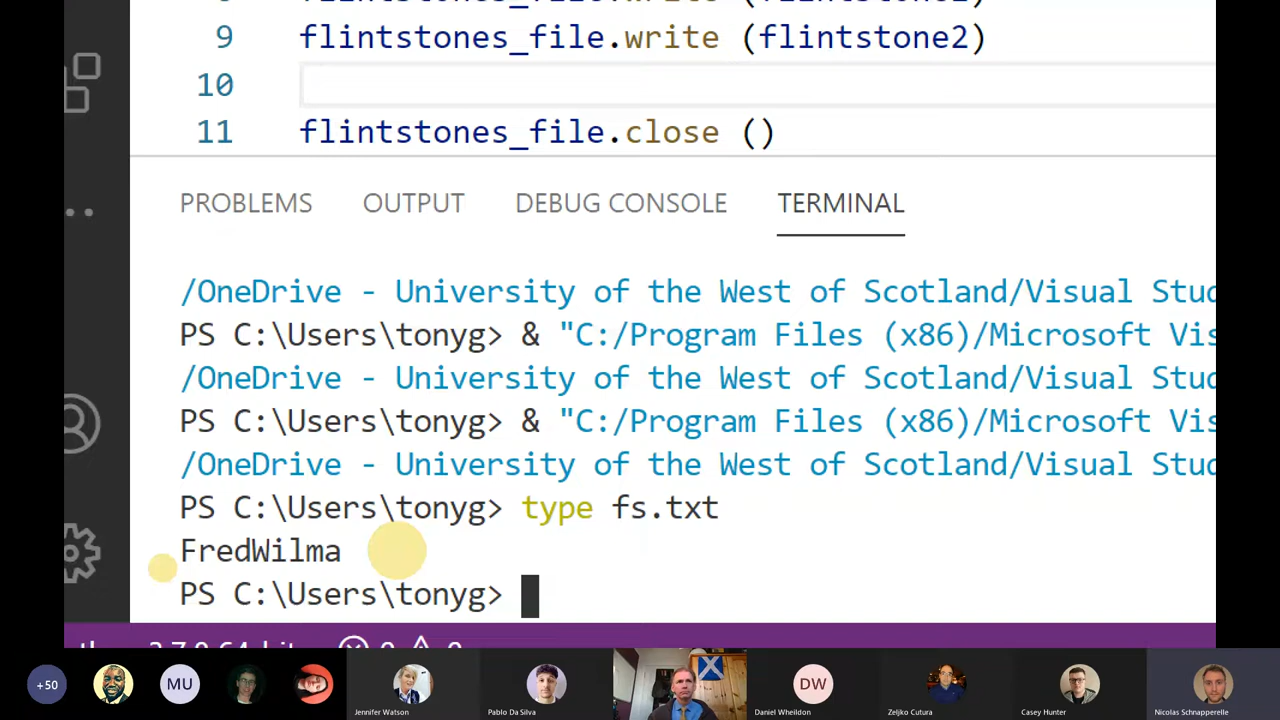 9 flintstones_file.write (flintstone2)
10
11 flintstones_file.close ()
PROBLEMS OUTPUT DEBUG CONSOLE TERMINAL
/OneDrive - University of the West of Scotland/Visual Stud
PS C:\Users\tonyg> & "C:/Program Files (x86)/Microsoft Vis
/OneDrive - University of the West of Scotland/Visual Stud
PS C:\Users\tonyg> & "C:/Program Files (x86)/Microsoft Vis
/OneDrive - University of the West of Scotland/Visual Stud
PS C:\Users\tonyg> type fs.txt
FredWilma
PS C:\Users\tonyg>
+50 MU DW
Jennifer Watson Pablo Da Silva Daniel Wheildon Zeljko Cutura Casey Hunter Nicolas Schnapperelle